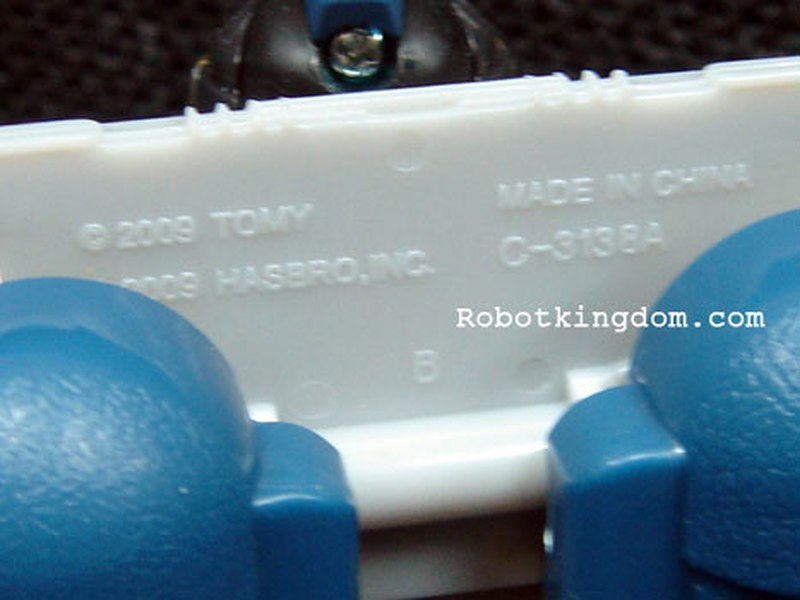 © 2009 TOMY
2009 HASBRO, INC.
MADE IN CHINA
C-3138A
Robotkingdom.com
B